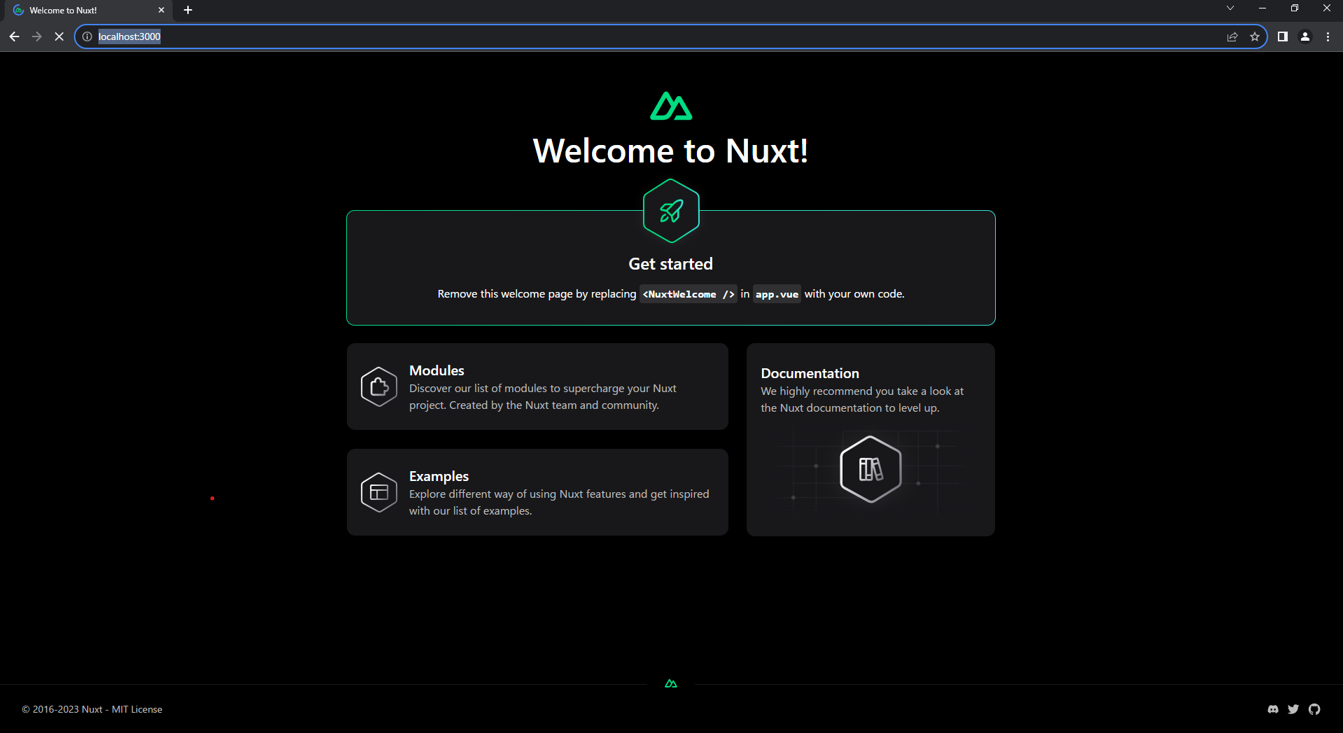 Welcome to Nuxt!
localhost:3000
Welcome to Nuxt!
Get started
Remove this welcome page by replacing <NuxtWelcome /> in app.vue with your own code.
Modules
Discover our list of modules to supercharge your Nuxt
project. Created by the Nuxt team and community.
Examples
Explore different way of using Nuxt features and get inspired
with our list of examples.
Documentation
We highly recommend you take a look at
the Nuxt documentation to level up.
© 2016-2023 Nuxt - MIT License